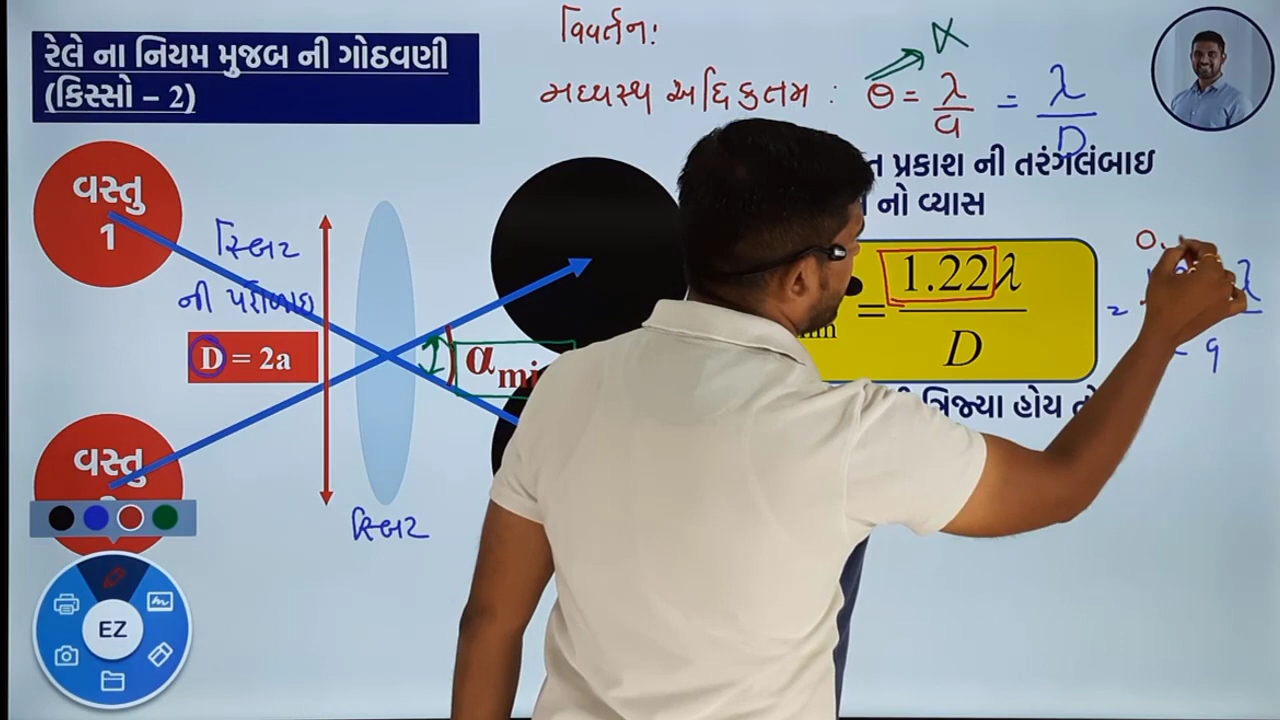 રેલે ના નિયમ મુજબ ની ગોઠવણી
(કિસ્સો – 2)
વિવર્તન:
મધ્યસ્થ અધિકતમ : θ = λ/a = λ/D
α
પ્રકાશ ની તરંગલંબાઇ
નો વ્યાસ
વસ્તુ
1
સ્લિટ
ની પહોળાઇ
D = 2a
α
= 1.22λ/D
0.
λ
=
ત્રિજ્યા હોય
વસ્તુ
સ્લિટ
EZ